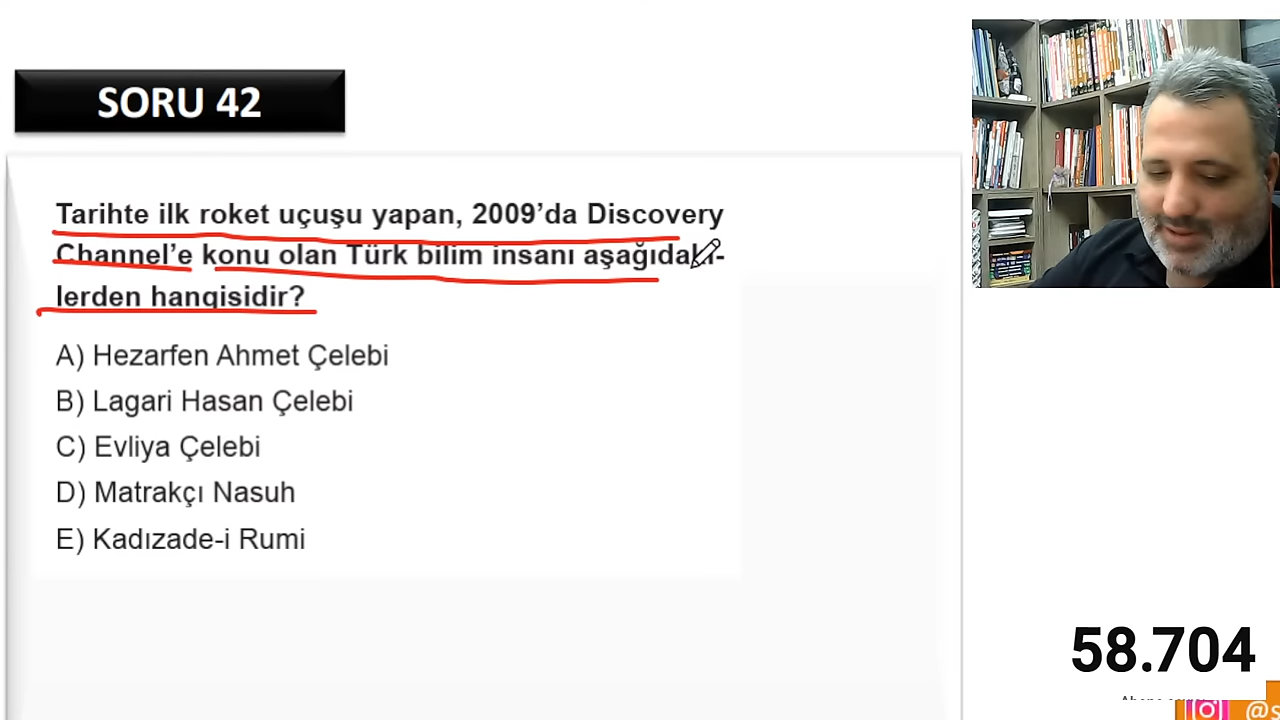 SORU 42
Tarihte ilk roket uçuşu yapan, 2009’da Discovery
Channel’e konu olan Türk bilim insanı aşağıdaki-
lerden hangisidir?
A) Hezarfen Ahmet Çelebi
B) Lagari Hasan Çelebi
C) Evliya Çelebi
D) Matrakçı Nasuh
E) Kadızade-i Rumi
58.704
@s